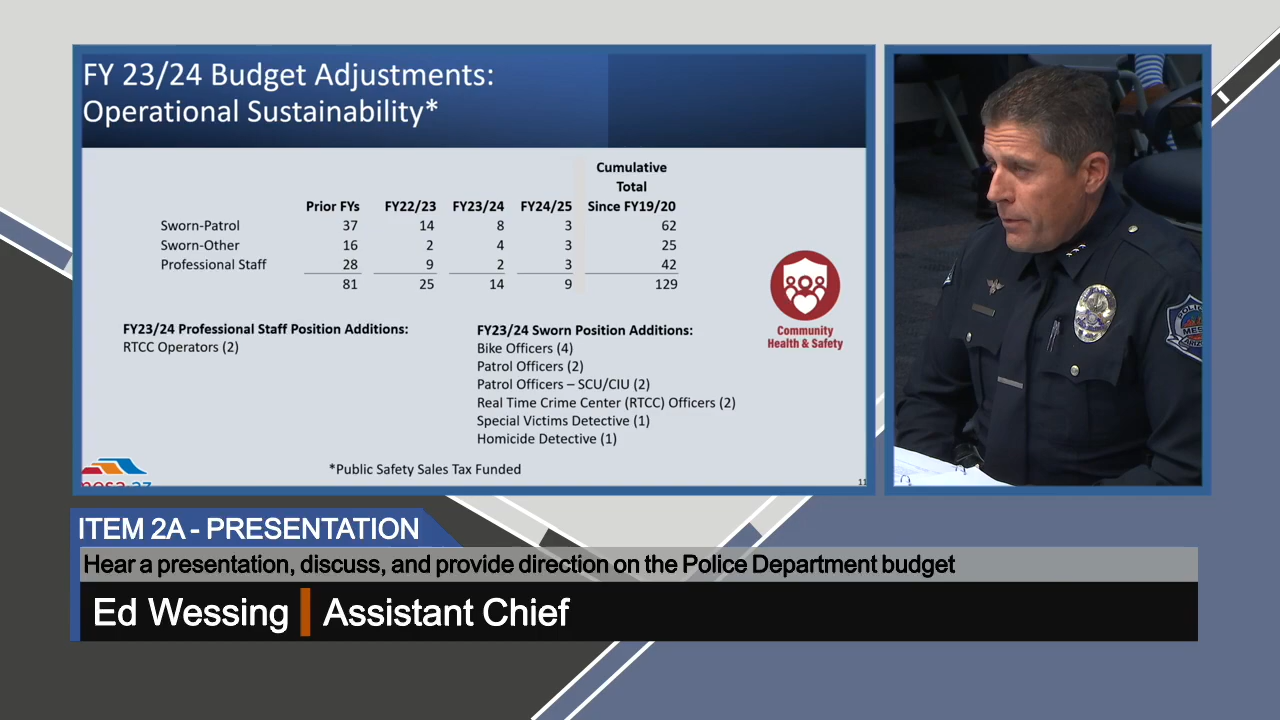 FY 23/24 Budget Adjustments:
Operational Sustainability*
Cumulative
Total
Prior FYs FY22/23 FY23/24 FY24/25 Since FY19/20
Sworn-Patrol 37 14 8 3 62
Sworn-Other 16 2 4 3 25
Professional Staff 28 9 2 3 42
81 25 14 9 129
Community
Health & Safety
FY23/24 Professional Staff Position Additions:
RTCC Operators (2)
FY23/24 Sworn Position Additions:
Bike Officers (4)
Patrol Officers (2)
Patrol Officers – SCU/CIU (2)
Real Time Crime Center (RTCC) Officers (2)
Special Victims Detective (1)
Homicide Detective (1)
*Public Safety Sales Tax Funded
11
ITEM 2A - PRESENTATION
Hear a presentation, discuss, and provide direction on the Police Department budget
Ed Wessing Assistant Chief